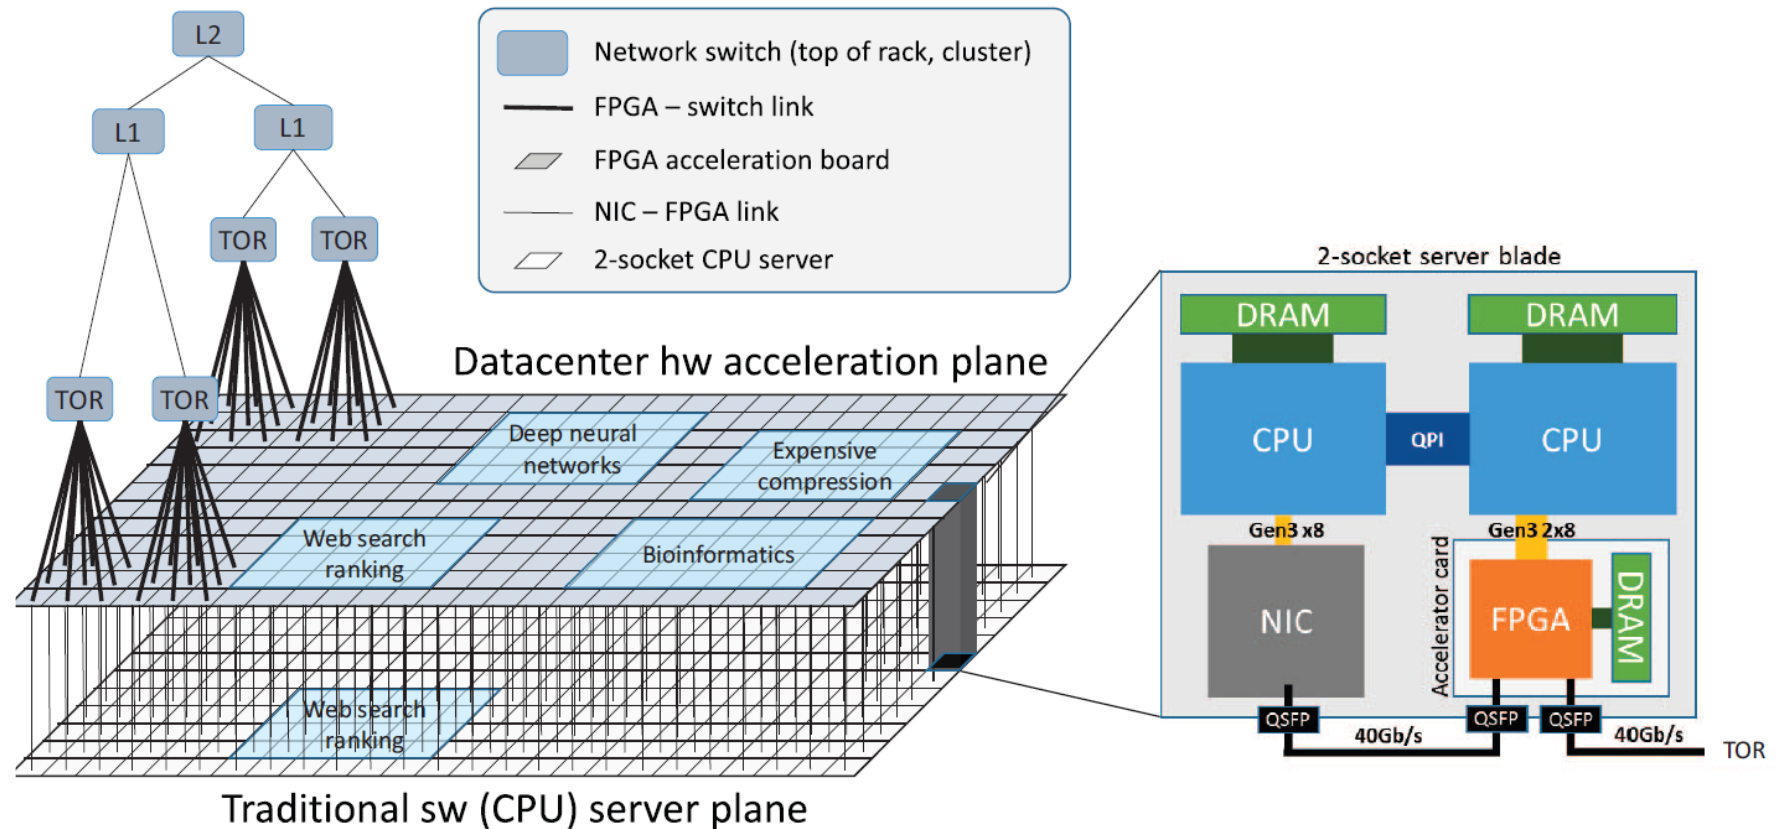 L2
L1
L1
TOR
TOR
TOR
TOR
Network switch (top of rack, cluster)
FPGA – switch link
FPGA acceleration board
NIC – FPGA link
2-socket CPU server
Datacenter hw acceleration plane
Deep neural
networks
Expensive
compression
Web search
ranking
Bioinformatics
Web search
ranking
Traditional sw (CPU) server plane
2-socket server blade
DRAM
DRAM
CPU
QPI
CPU
Gen3 x8
Gen3 2x8
Accelerator card
NIC
FPGA
DRAM
QSFP
QSFP
QSFP
40Gb/s
40Gb/s
TOR